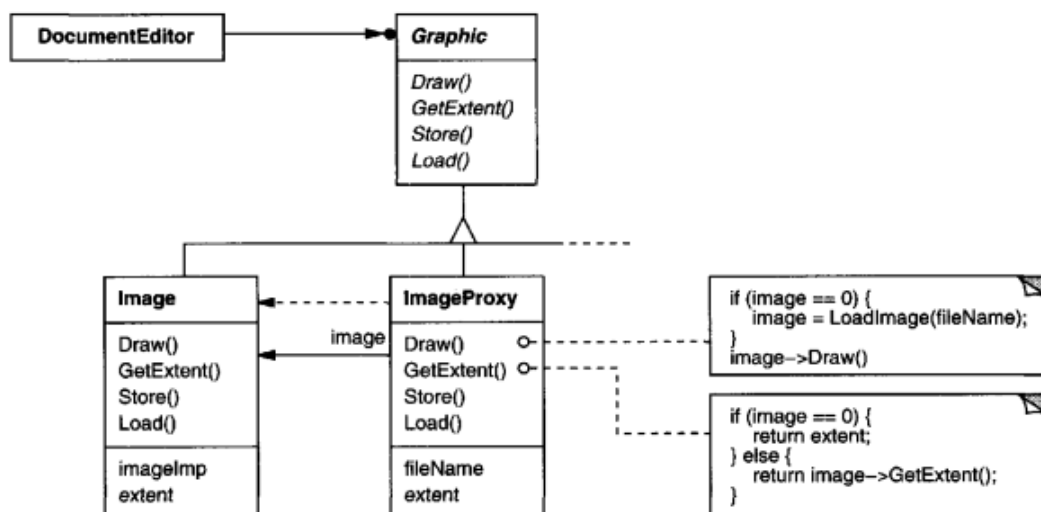 DocumentEditor
Graphic
Draw()
GetExtent()
Store()
Load()
Image
Draw()
GetExtent()
Store()
Load()
imageImp
extent
image
ImageProxy
Draw()
GetExtent()
Store()
Load()
fileName
extent
if (image == 0) {
image = LoadImage(fileName);
}
image->Draw()
if (image == 0) {
return extent;
} else {
return image->GetExtent();
}